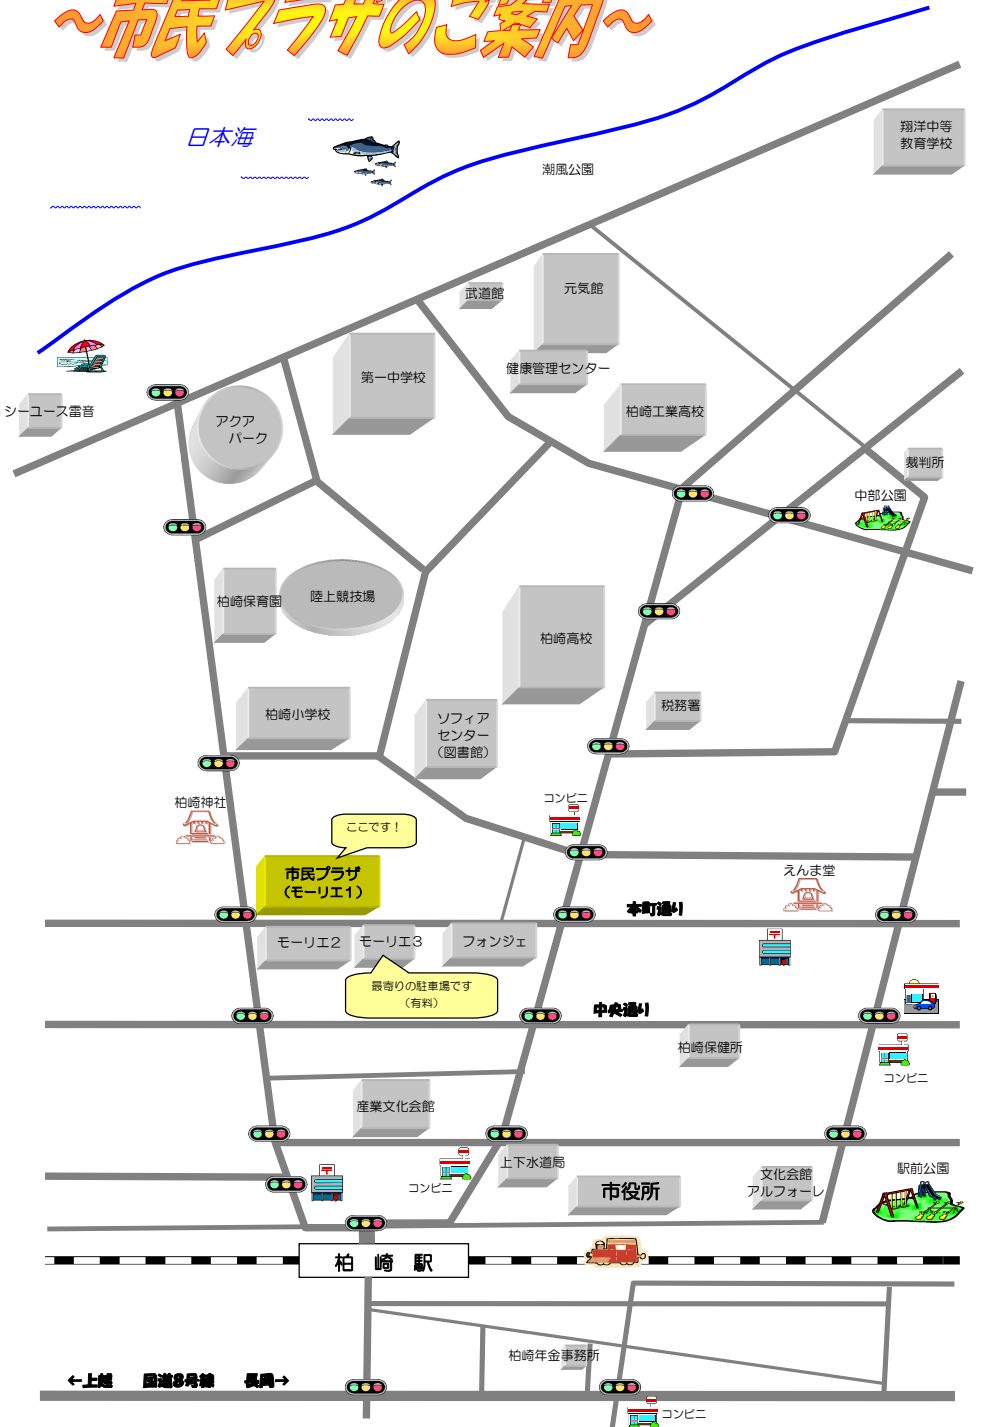 ～市民プラザのご案内～
日本海
翔洋中等
教育学校
潮風公園
武道館
元気館
健康管理センター
第一中学校
シーユース雷音
アクア
パーク
柏崎工業高校
裁判所
中部公園
柏崎保育園
陸上競技場
柏崎高校
柏崎小学校
ソフィア
センター
（図書館）
税務署
柏崎神社
コンビニ
ここです！
市民プラザ
（モーリエ１）
えんま堂
本町通り
モーリエ２
モーリエ３
フォンジェ
最寄りの駐車場です
（有料）
中央通り
柏崎保健所
コンビニ
産業文化会館
上下水道局
コンビニ
市役所
文化会館
アルフォーレ
駅前公園
柏崎駅
柏崎年金事務所
←上越 国道8号線 長岡→
コンビニ